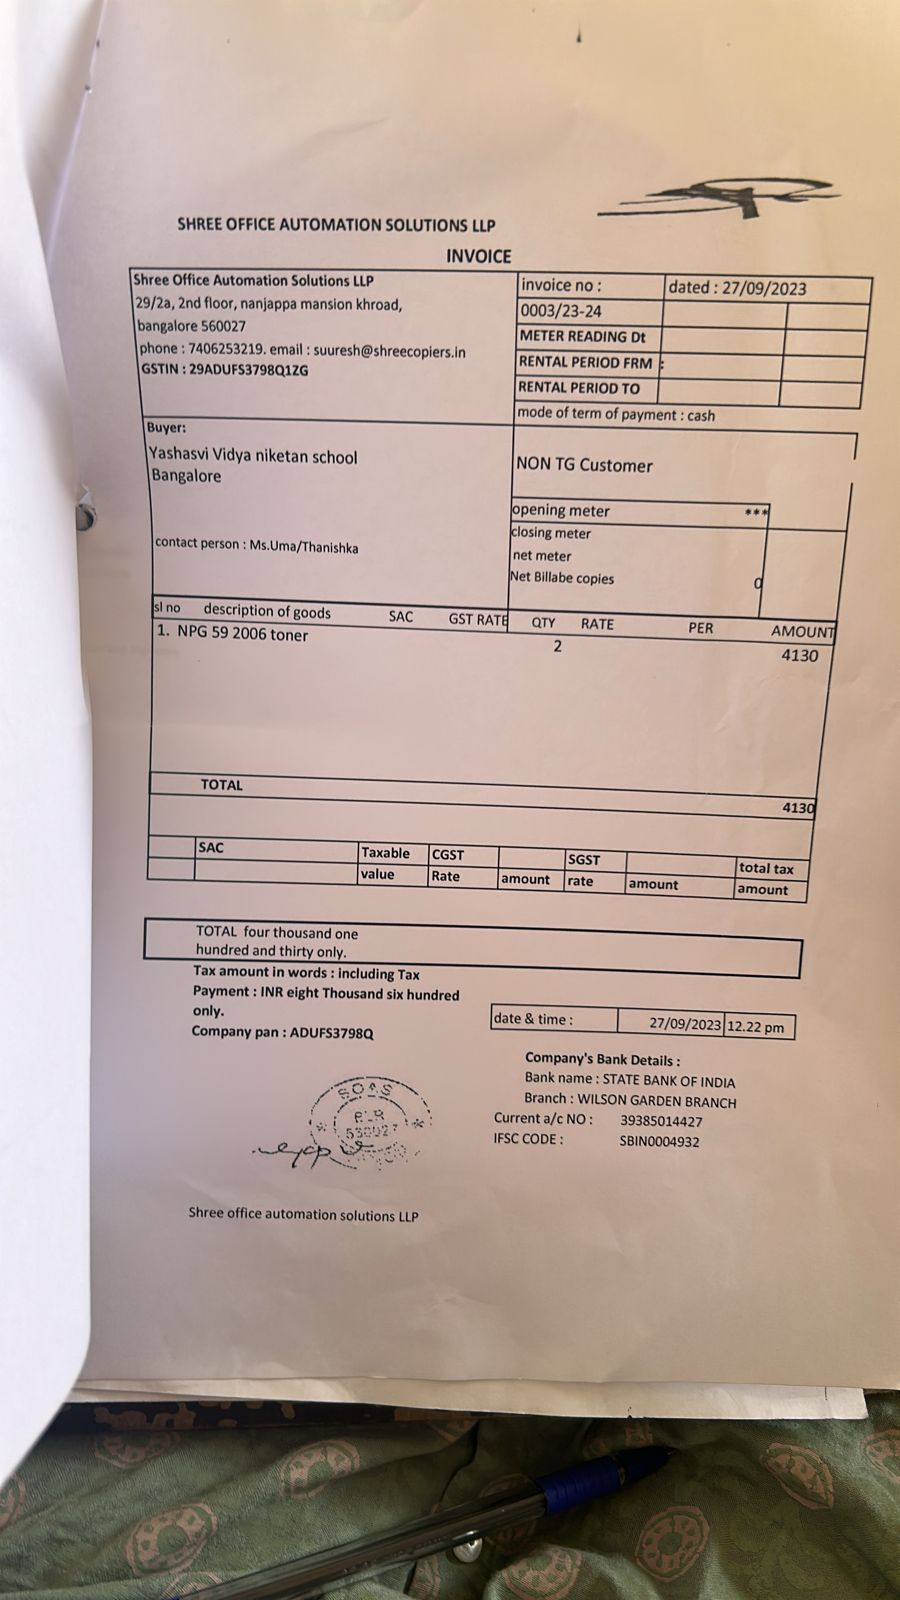 SHREE OFFICE AUTOMATION SOLUTIONS LLP
INVOICE
Shree Office Automation Solutions LLP
29/2a, 2nd floor, nanjappa mansion khroad,
bangalore 560027
phone : 7406253219. email : suuresh@shreecopiers.in
GSTIN : 29ADUFS3798Q1ZG
invoice no : dated : 27/09/2023
0003/23-24
METER READING Dt
RENTAL PERIOD FRM :
RENTAL PERIOD TO
mode of term of payment : cash
Buyer:
Yashasvi Vidya niketan school
Bangalore
contact person : Ms.Uma/Thanishka
NON TG Customer
opening meter ***
closing meter
net meter
Net Billabe copies 0
sl no description of goods SAC GST RATE QTY RATE PER AMOUNT
1. NPG 59 2006 toner 2 4130
TOTAL 4130
SAC Taxable CGST SGST total tax
value Rate amount rate amount amount
TOTAL four thousand one
hundred and thirty only.
Tax amount in words : including Tax
Payment : INR eight Thousand six hundred
only.
Company pan : ADUFS3798Q
date & time : 27/09/2023 12.22 pm
Company's Bank Details :
Bank name : STATE BANK OF INDIA
Branch : WILSON GARDEN BRANCH
Current a/c NO : 39385014427
IFSC CODE : SBIN0004932
SOAS
Shree office automation solutions LLP